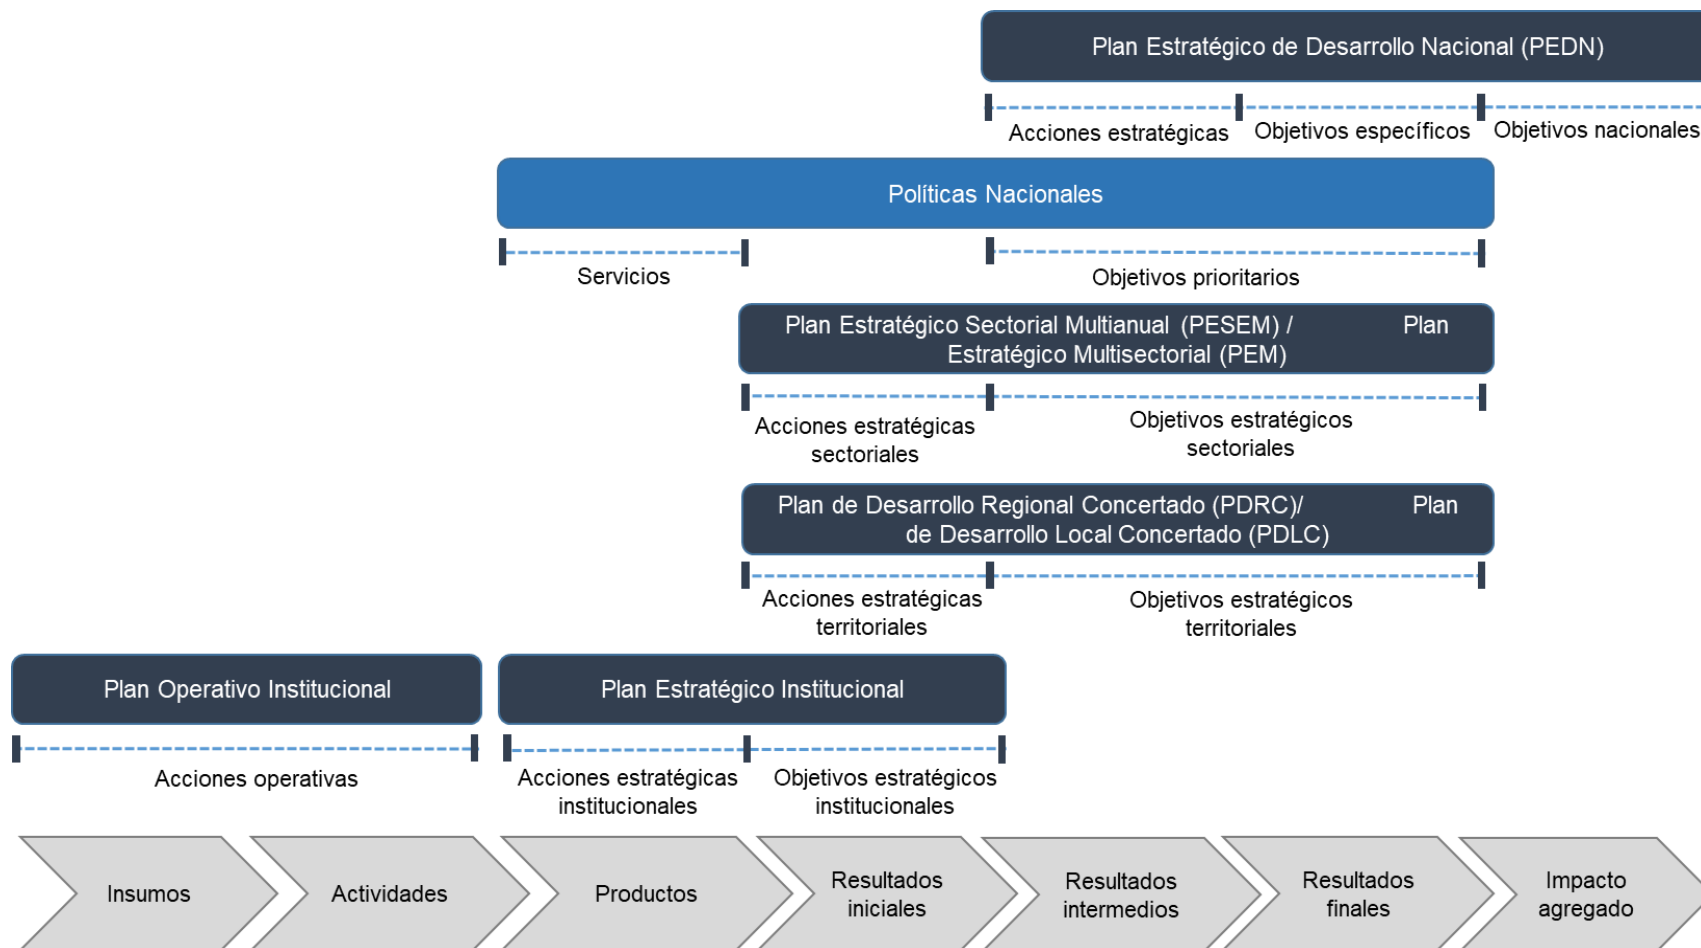 Plan Estratégico de Desarrollo Nacional (PEDN)
Acciones estratégicas
Objetivos específicos
Objetivos nacionales
Políticas Nacionales
Servicios
Objetivos prioritarios
Plan Estratégico Sectorial Multianual (PESEM) / Plan
Estratégico Multisectorial (PEM)
Acciones estratégicas
sectoriales
Objetivos estratégicos
sectoriales
Plan de Desarrollo Regional Concertado (PDRC)/ Plan
de Desarrollo Local Concertado (PDLC)
Acciones estratégicas
territoriales
Objetivos estratégicos
territoriales
Plan Operativo Institucional
Acciones operativas
Plan Estratégico Institucional
Acciones estratégicas
institucionales
Objetivos estratégicos
institucionales
Insumos
Actividades
Productos
Resultados
iniciales
Resultados
intermedios
Resultados
finales
Impacto
agregado